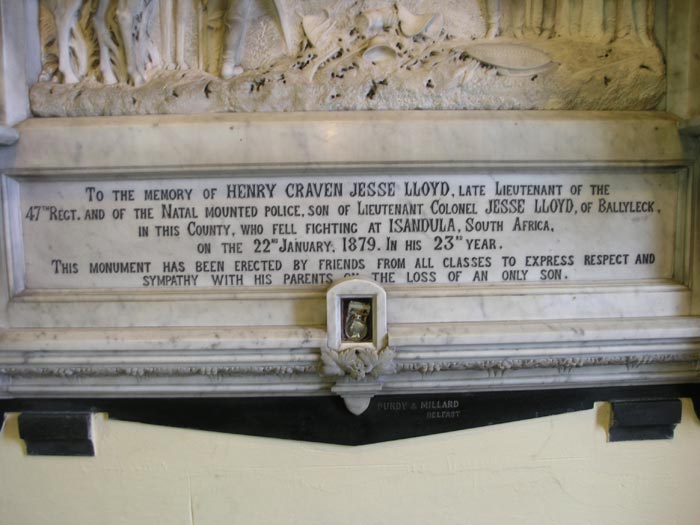 TO THE MEMORY OF HENRY CRAVEN JESSE LLOYD, LATE LIEUTENANT OF THE
47TH REGT. AND OF THE NATAL MOUNTED POLICE, SON OF LIEUTENANT COLONEL JESSE LLOYD, OF BALLYLECK,
IN THIS COUNTY, WHO FELL FIGHTING AT ISANDULA, SOUTH AFRICA,
ON THE 22ND JANUARY, 1879. IN HIS 23RD YEAR.
THIS MONUMENT HAS BEEN ERECTED BY FRIENDS FROM ALL CLASSES TO EXPRESS RESPECT AND
SYMPATHY WITH HIS PARENTS ON THE LOSS OF AN ONLY SON.
PURDY & MILLARD
BELFAST